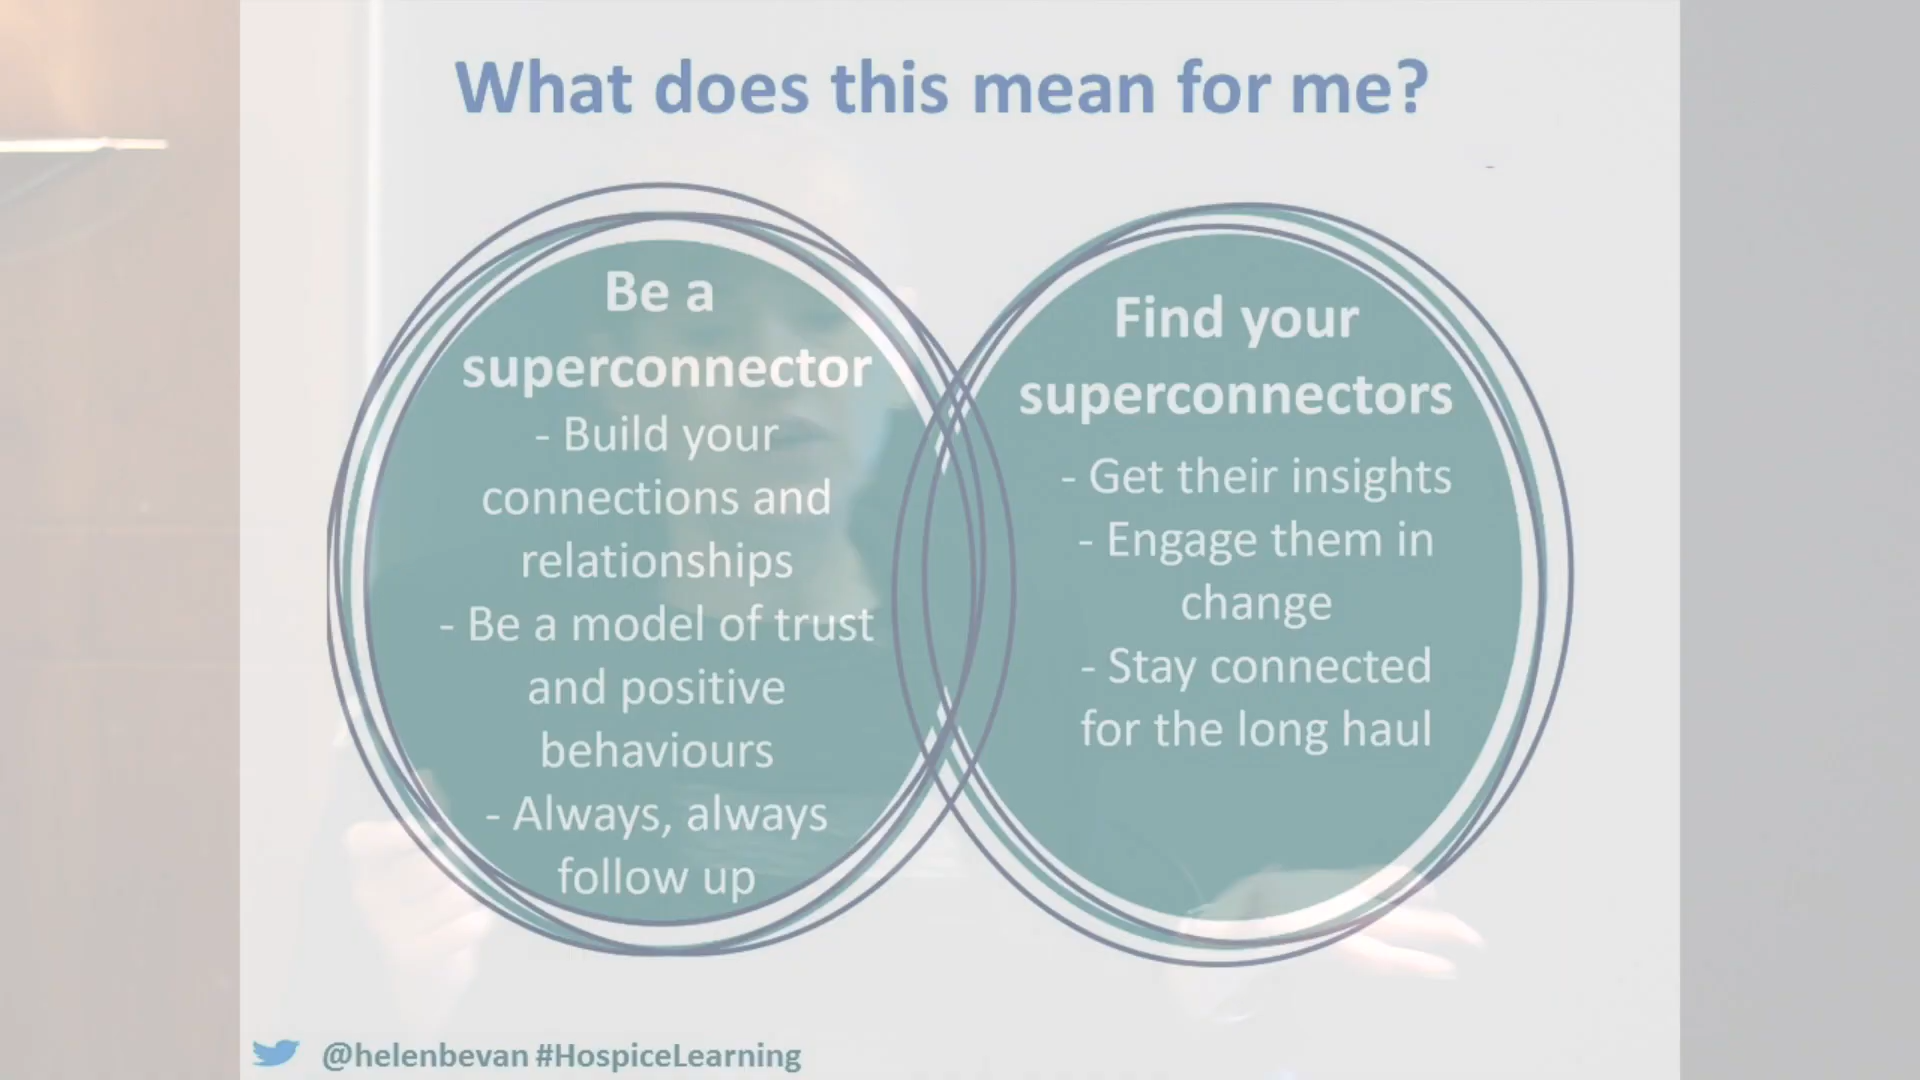 What does this mean for me?
Be a
superconnector
- Build your
connections and
relationships
- Be a model of trust
and positive
behaviours
- Always, always
follow up
Find your
superconnectors
- Get their insights
- Engage them in
change
- Stay connected
for the long haul
@helenbevan #HospiceLearning